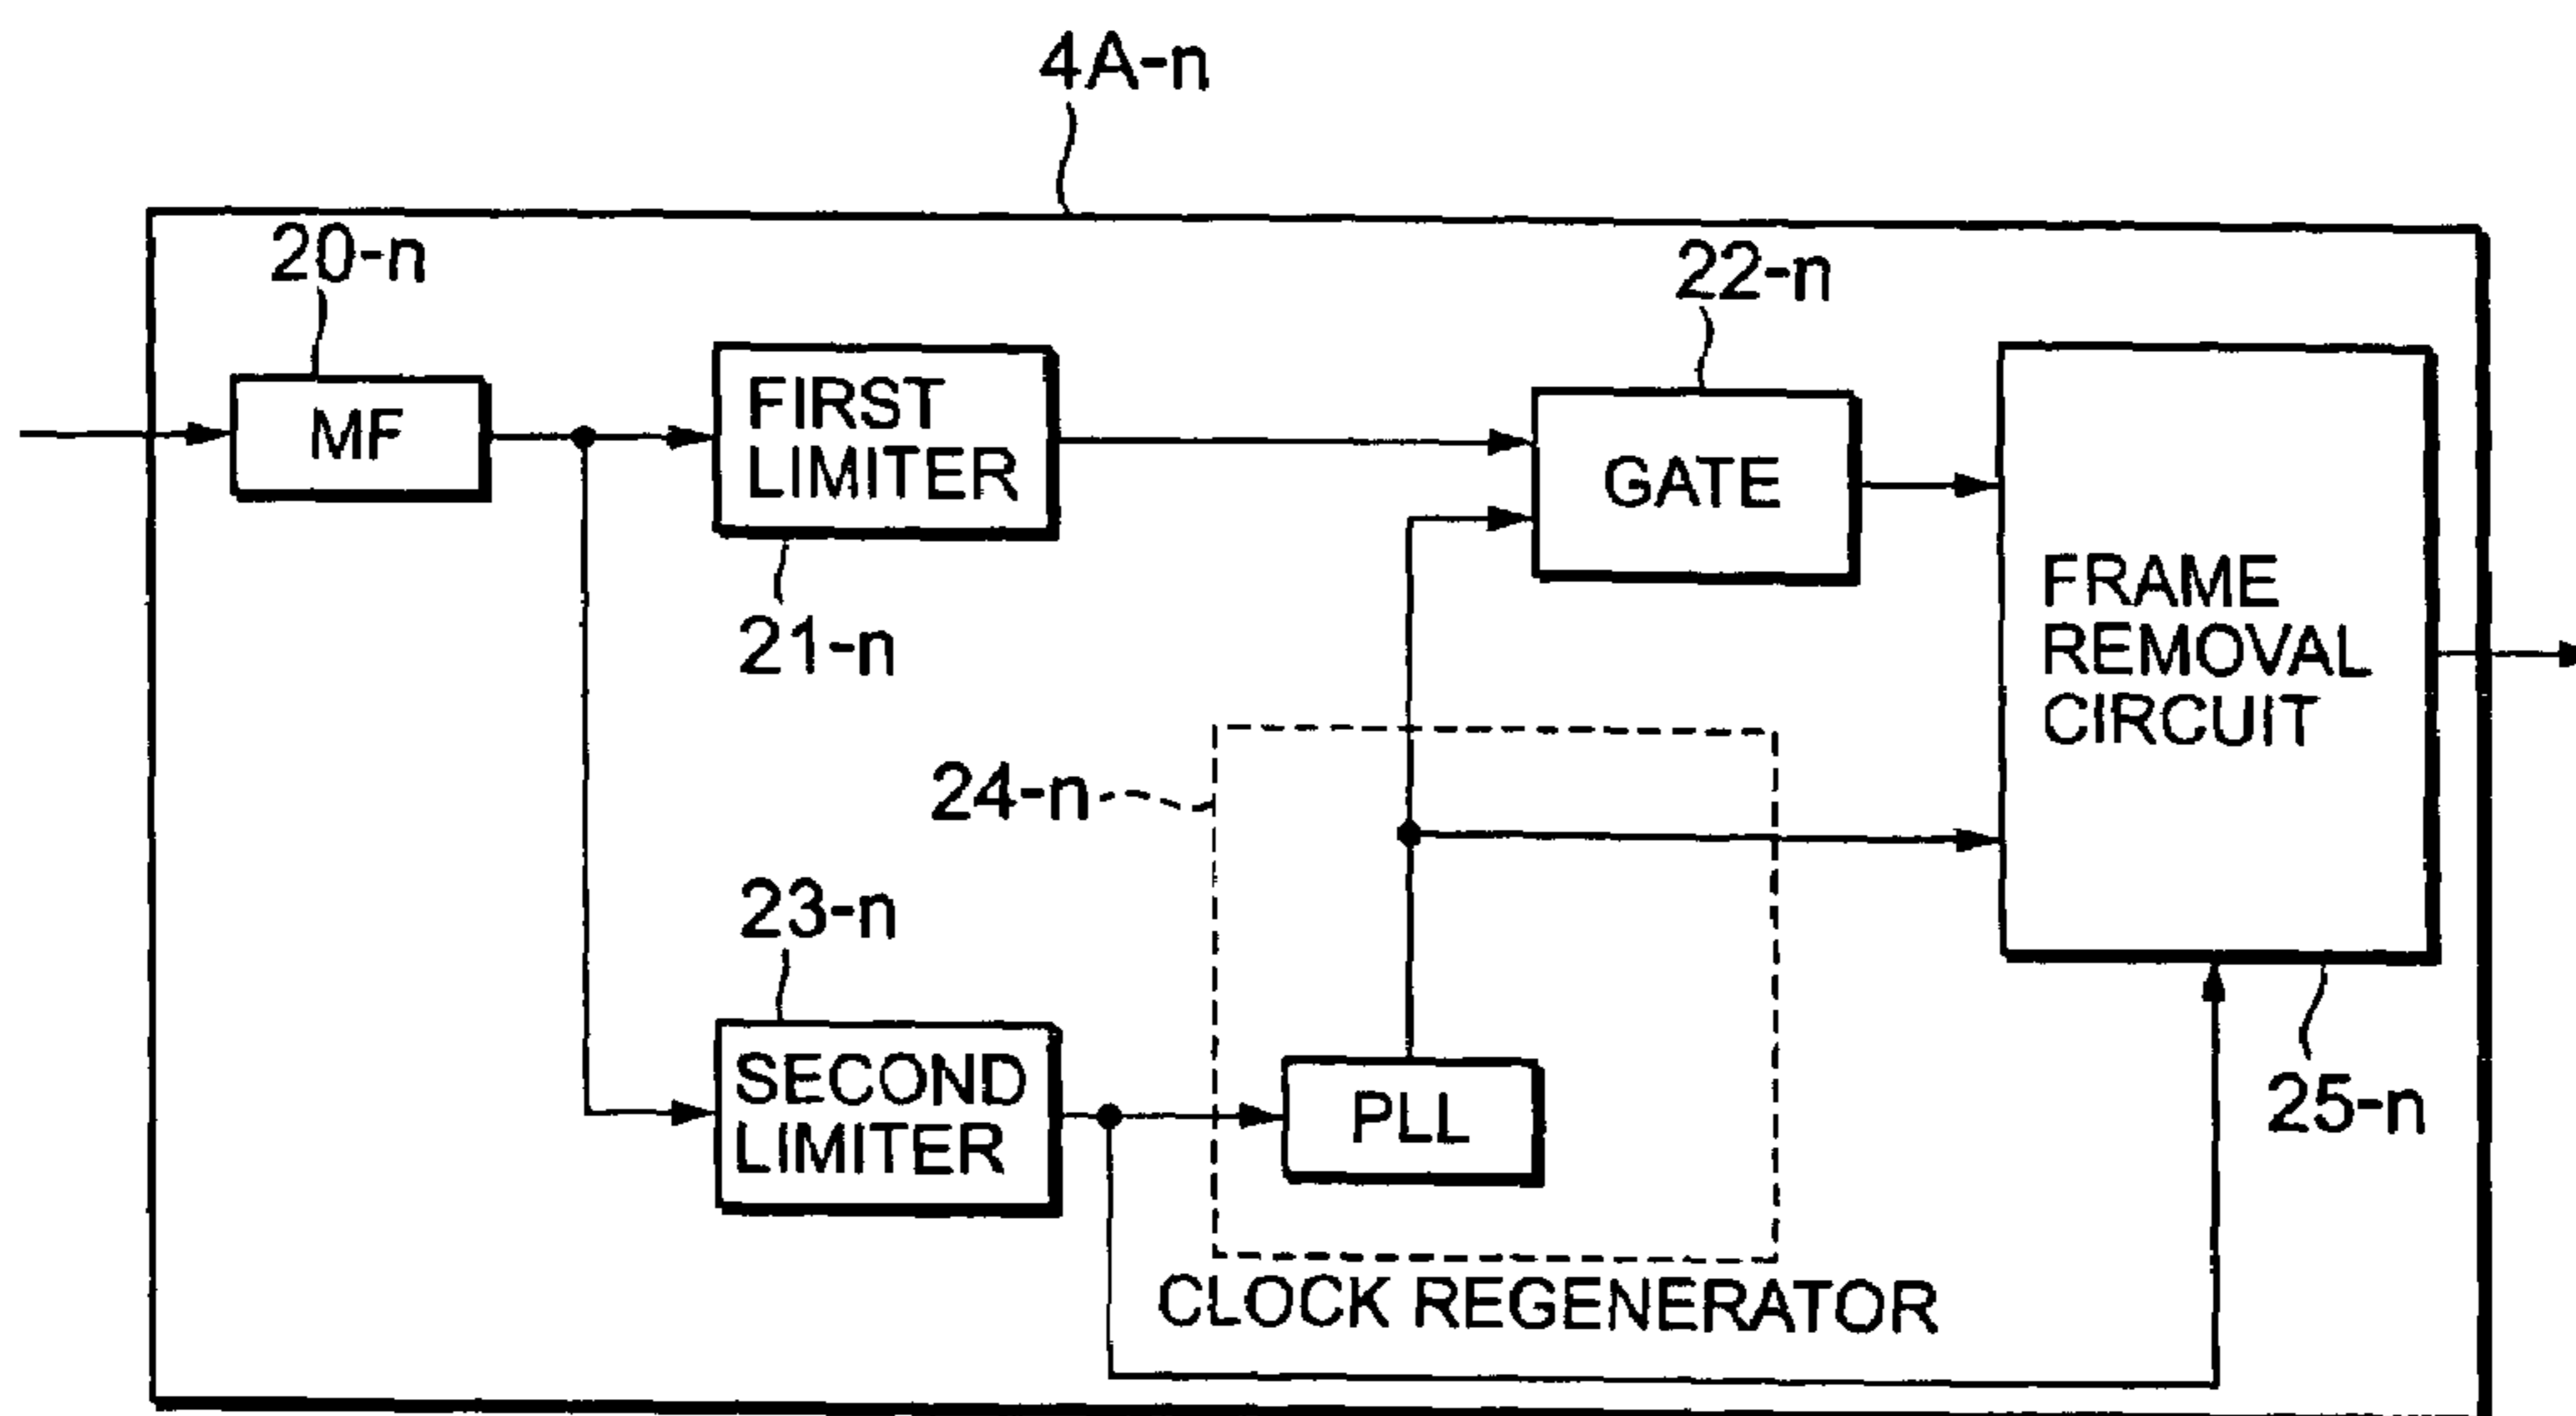 4A-n
20-n
22-n
MF
FIRST
LIMITER
GATE
21-n
FRAME
REMOVAL
CIRCUIT
24-n
23-n
SECOND
LIMITER
PLL
25-n
CLOCK REGENERATOR